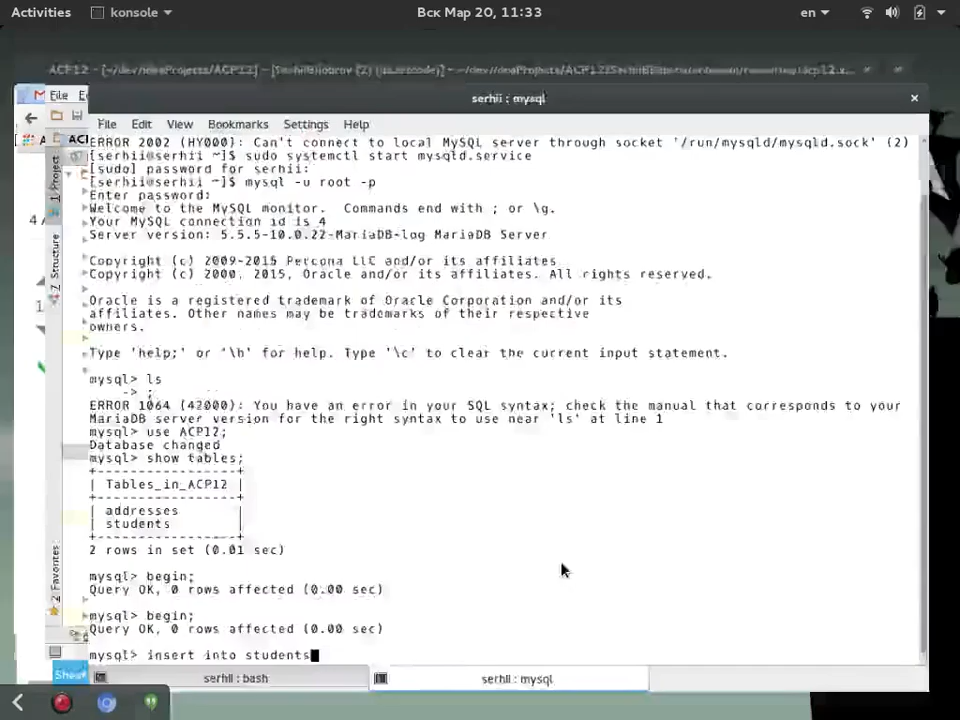 Activities
konsole
Вск Мар 20, 11:33
en
serhii : mysql
File
File Edit View Bookmarks Settings Help
ERROR 2002 (HY000): Can't connect to local MySQL server through socket '/run/mysqld/mysqld.sock' (2)
[serhii@serhii ~]$ sudo systemctl start mysqld.service
[sudo] password for serhii:
[serhii@serhii ~]$ mysql -u root -p
Enter password:
Welcome to the MySQL monitor.  Commands end with ; or \g.
Your MySQL connection id is 4
Server version: 5.5.5-10.0.22-MariaDB-log MariaDB Server
Copyright (c) 2009-2015 Percona LLC and/or its affiliates
Copyright (c) 2000, 2015, Oracle and/or its affiliates. All rights reserved.
Oracle is a registered trademark of Oracle Corporation and/or its
affiliates. Other names may be trademarks of their respective
owners.
Type 'help;' or '\h' for help. Type '\c' to clear the current input statement.
mysql> ls
-> ;
ERROR 1064 (42000): You have an error in your SQL syntax; check the manual that corresponds to your
MariaDB server version for the right syntax to use near 'ls' at line 1
mysql> use ACP12;
Database changed
mysql> show tables;
+-----------------+
| Tables_in_ACP12 |
+-----------------+
| addresses       |
| students        |
+-----------------+
2 rows in set (0.01 sec)
mysql> begin;
Query OK, 0 rows affected (0.00 sec)
mysql> begin;
Query OK, 0 rows affected (0.00 sec)
mysql> insert into students
serhii : bash
serhii : mysql
1: Project
7: Structure
2: Favorites
Show